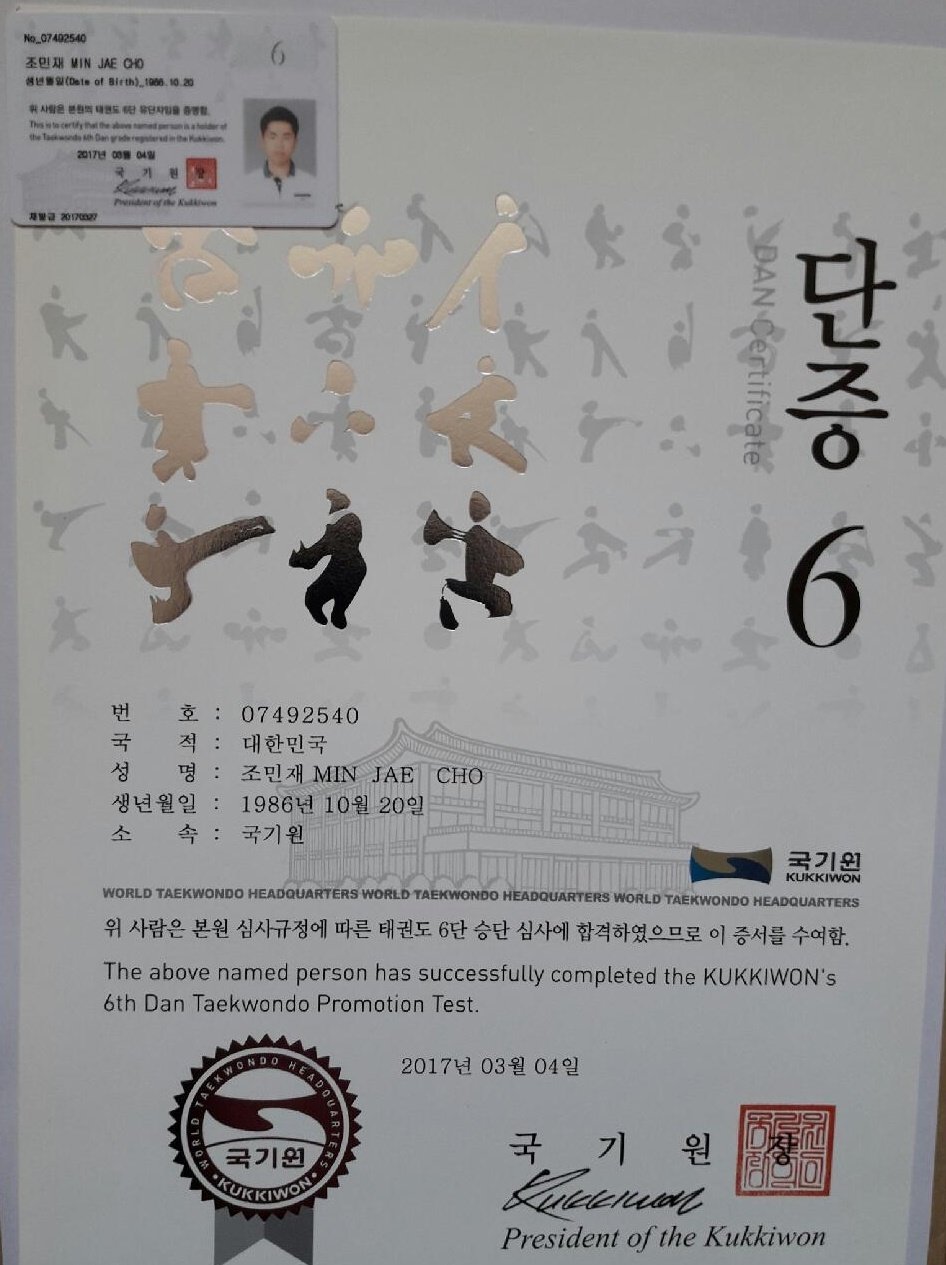 No_07492540
6
조민재 MIN JAE CHO
생년월일(Date of Birth)_1986.10.20
위 사람은 본원의 태권도 6단 유단자임을 증명함.
This is to certify that the above named person is a holder of
the Taekwondo 6th Dan grade registered in the Kukkiwon.
2017년 03월 04일
국 기 원 장
Kukkiwon
President of the Kukkiwon
재발급 20170327
단증
DAN Certificate
6
번 호 : 07492540
국 적 : 대한민국
성 명 : 조민재 MIN JAE CHO
생년월일 : 1986년 10월 20일
소 속 : 국기원
국기원
KUKKIWON
WORLD TAEKWONDO HEADQUARTERS WORLD TAEKWONDO HEADQUARTERS WORLD TAEKWONDO HEADQUARTERS
위 사람은 본원 심사규정에 따른 태권도 6단 승단 심사에 합격하였으므로 이 증서를 수여함.
The above named person has successfully completed the KUKKIWON's
6th Dan Taekwondo Promotion Test.
2017년 03월 04일
WORLD TAEKWONDO HEADQUARTERS
국기원
KUKKIWON
국 기 원 장
Kukkiwon
President of the Kukkiwon